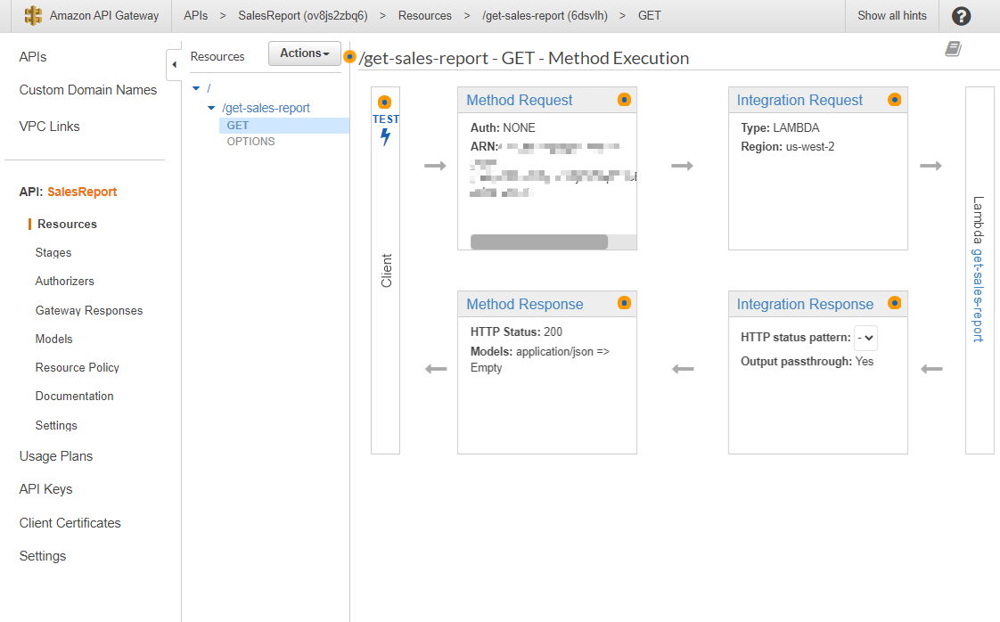 Amazon API Gateway
APIs > SalesReport (ov8js2zbq6) > Resources > /get-sales-report (6dsvlh) > GET
Show all hints
?
APIs
Custom Domain Names
VPC Links
API: SalesReport
Resources
Stages
Authorizers
Gateway Responses
Models
Resource Policy
Documentation
Settings
Usage Plans
API Keys
Client Certificates
Settings
Resources
Actions
/
/get-sales-report
GET
OPTIONS
/get-sales-report - GET - Method Execution
TEST
Client
Method Request
Auth: NONE
ARN:
Integration Request
Type: LAMBDA
Region: us-west-2
Lambda get-sales-report
Method Response
HTTP Status: 200
Models: application/json =>
Empty
Integration Response
HTTP status pattern: -
Output passthrough: Yes